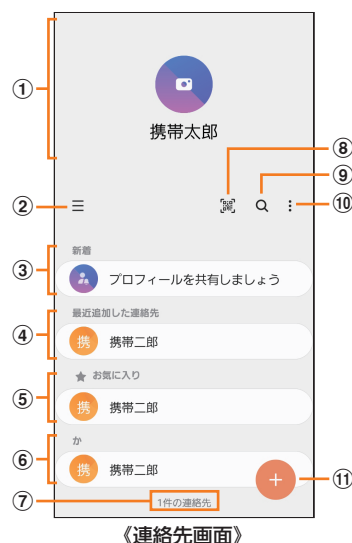 ①
携帯太郎
⑧
⑨
②
⑩
新着
③
プロフィールを共有しましょう
最近追加した連絡先
④
携 携帯二郎
お気に入り
⑤
携 携帯二郎
か
⑥
携 携帯二郎
⑪
⑦
1件の連絡先
《連絡先画面》